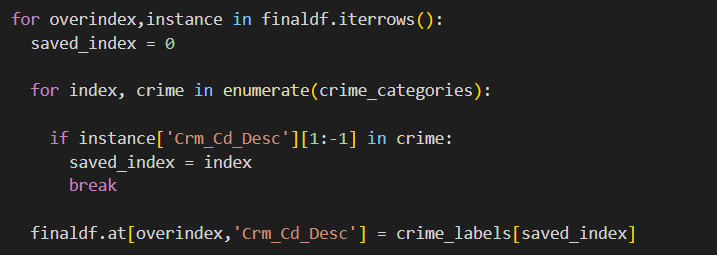 for overindex,instance in finaldf.iterrows():
  saved_index = 0
  for index, crime in enumerate(crime_categories):
    if instance['Crm_Cd_Desc'][1:-1] in crime:
      saved_index = index
      break
  finaldf.at[overindex,'Crm_Cd_Desc'] = crime_labels[saved_index]